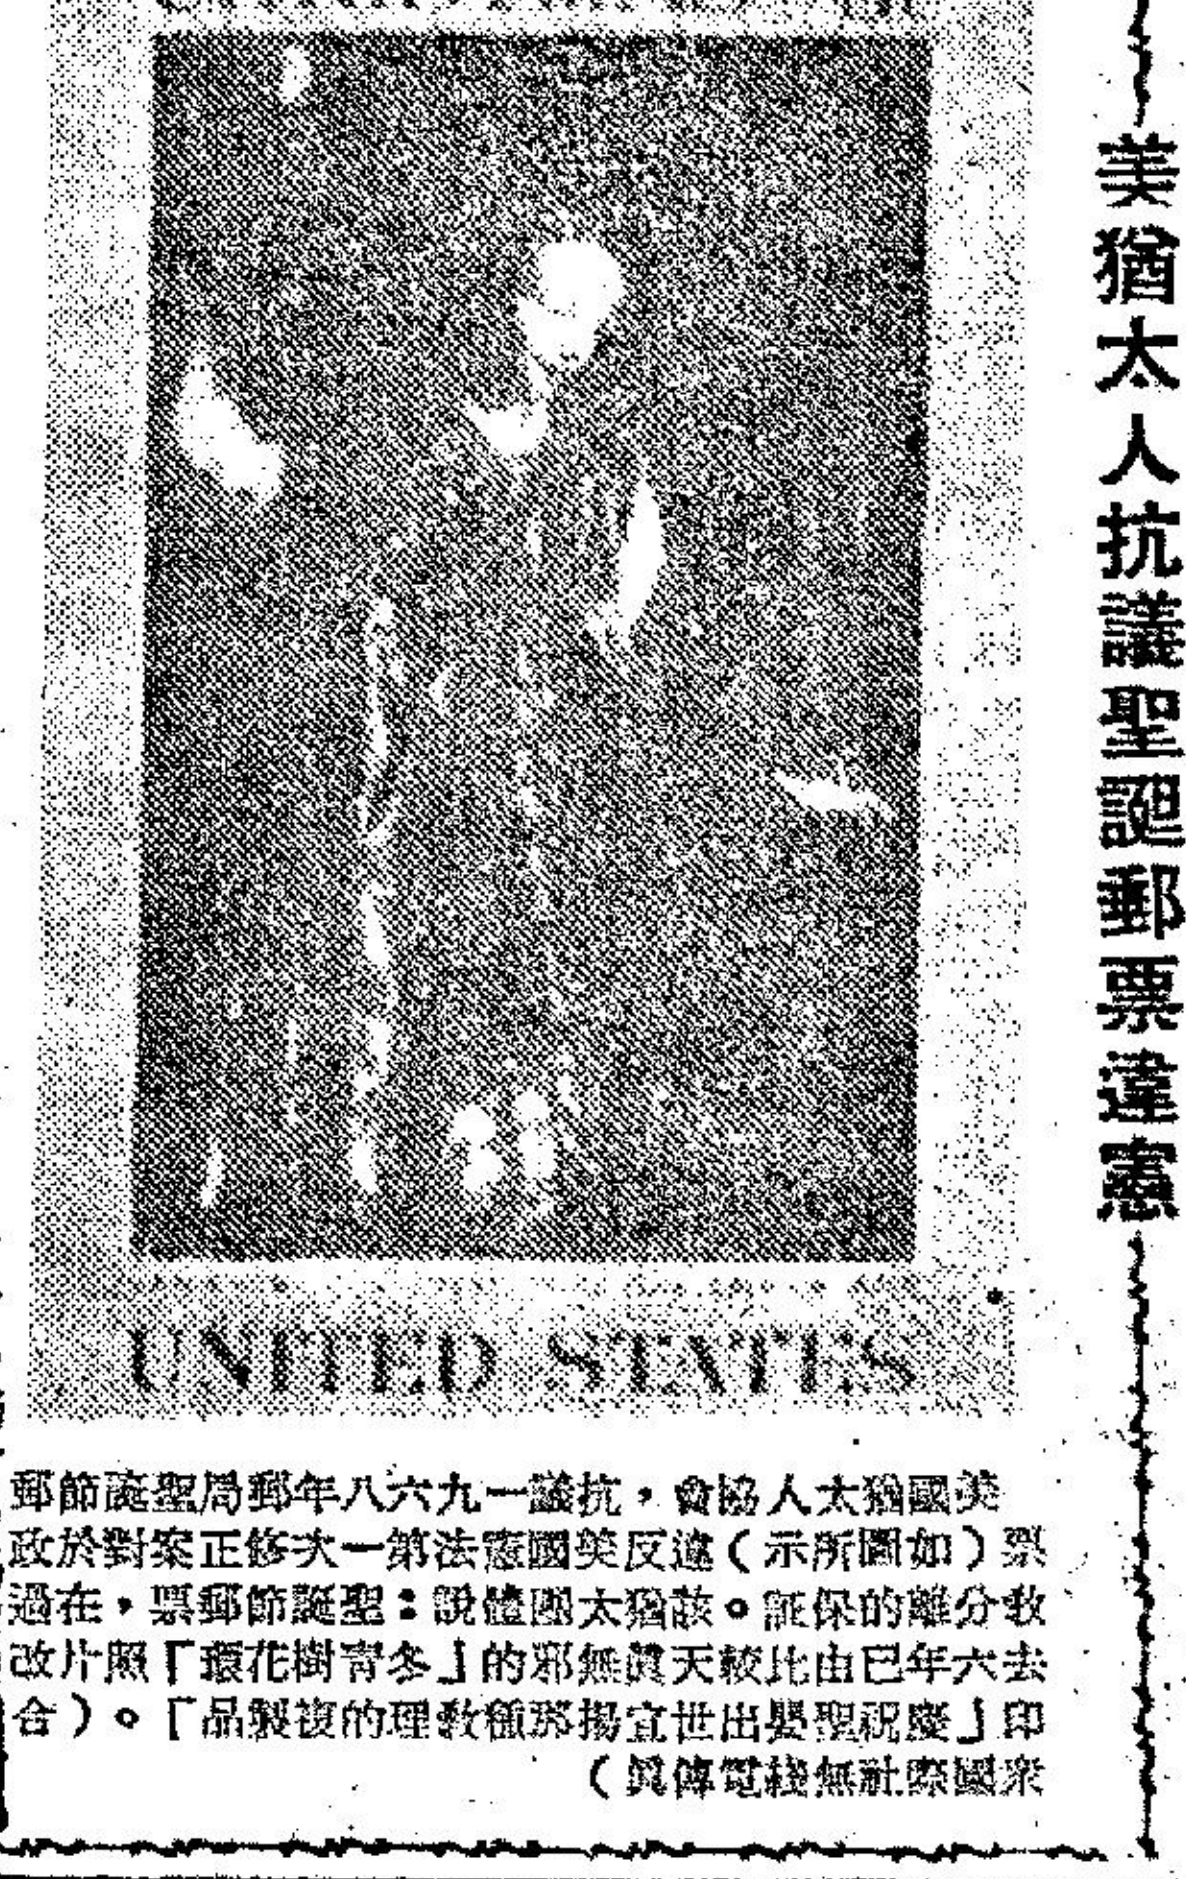 美猶太人抗議聖誕郵票違憲
UNITED STATES
美國猶太人協會，抗議一九六八年郵局聖誕節郵
票（如圖所示）違反美國憲法第一次修正案對於政
教分離的保証。該猶太團體說：聖誕節郵票，在過
去六年已由比較天眞無邪的「冬青樹花環」照片改
印「慶祝聖嬰出世宣揚那種教理的複製品」。（合
眾國際社無綫電傳眞）